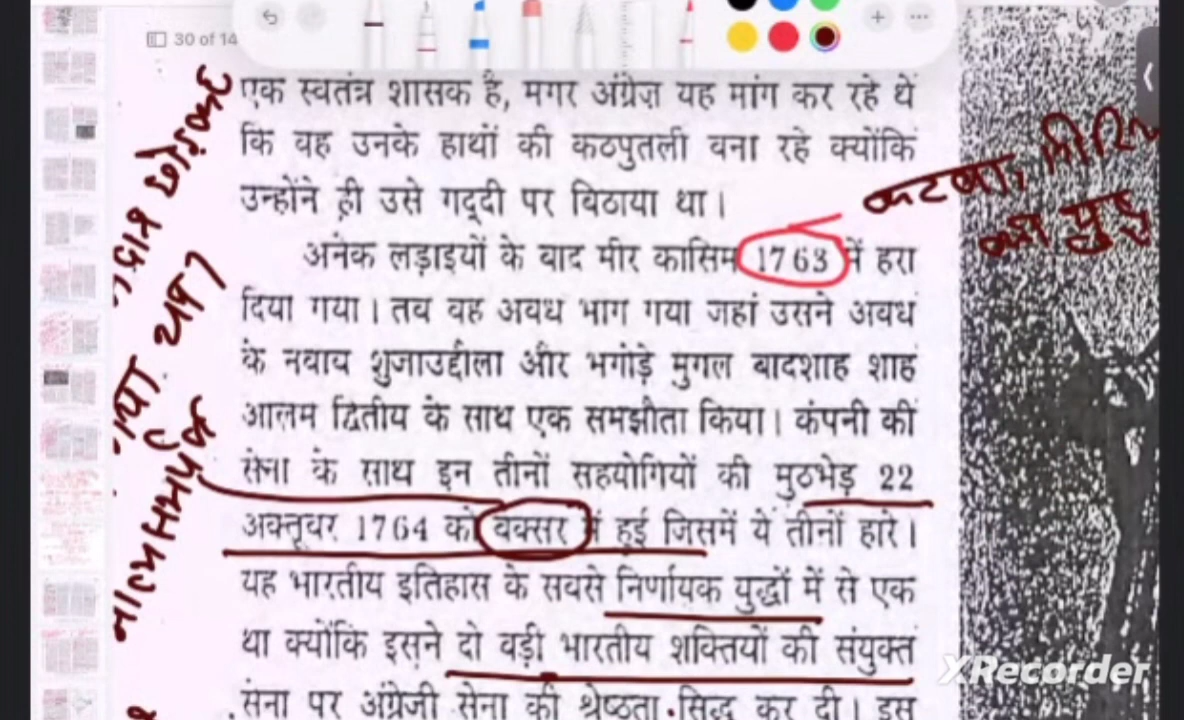 30 of 14
एक स्वतंत्र शासक है, मगर अंग्रेज़ यह मांग कर रहे थे
कि वह उनके हाथों की कठपुतली बना रहे क्योंकि
उन्होंने ही उसे गद्दी पर बिठाया था।
अनेक लड़ाइयों के बाद मीर कासिम 1763 में हरा
दिया गया। तब वह अवध भाग गया जहां उसने अवध
के नवाब शुजाउद्दौला और भगोड़े मुगल बादशाह शाह
आलम द्वितीय के साथ एक समझौता किया। कंपनी की
सेना के साथ इन तीनों सहयोगियों की मुठभेड़ 22
अक्तूबर 1764 को बक्सर में हुई जिसमें ये तीनों हारे।
यह भारतीय इतिहास के सबसे निर्णायक युद्धों में से एक
था क्योंकि इसने दो बड़ी भारतीय शक्तियों की संयुक्त
सेना पर अंग्रेजी सेना की श्रेष्ठता सिद्ध कर दी। इस
कटवा,
का
XRecorder